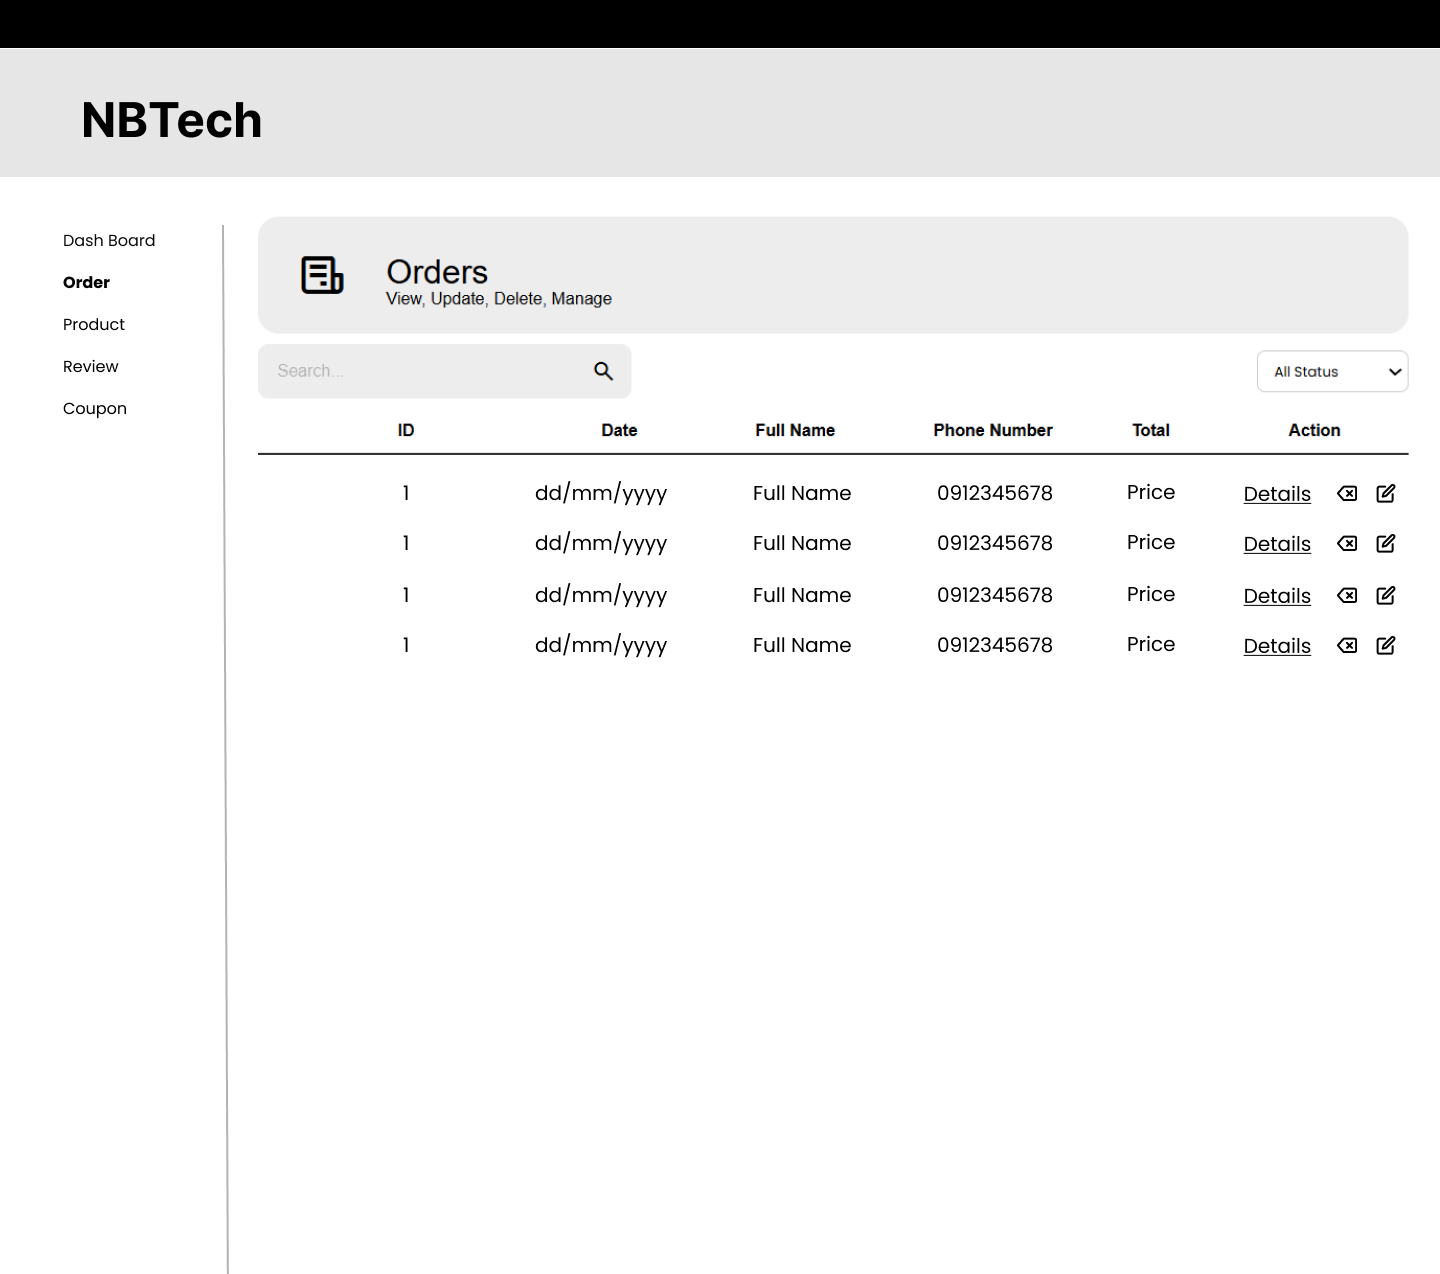 NBTech
Dash Board
Order
Product
Review
Coupon
Orders
View, Update, Delete, Manage
Search...
All Status
ID Date Full Name Phone Number Total Action
1 dd/mm/yyyy Full Name 0912345678 Price Details
1 dd/mm/yyyy Full Name 0912345678 Price Details
1 dd/mm/yyyy Full Name 0912345678 Price Details
1 dd/mm/yyyy Full Name 0912345678 Price Details